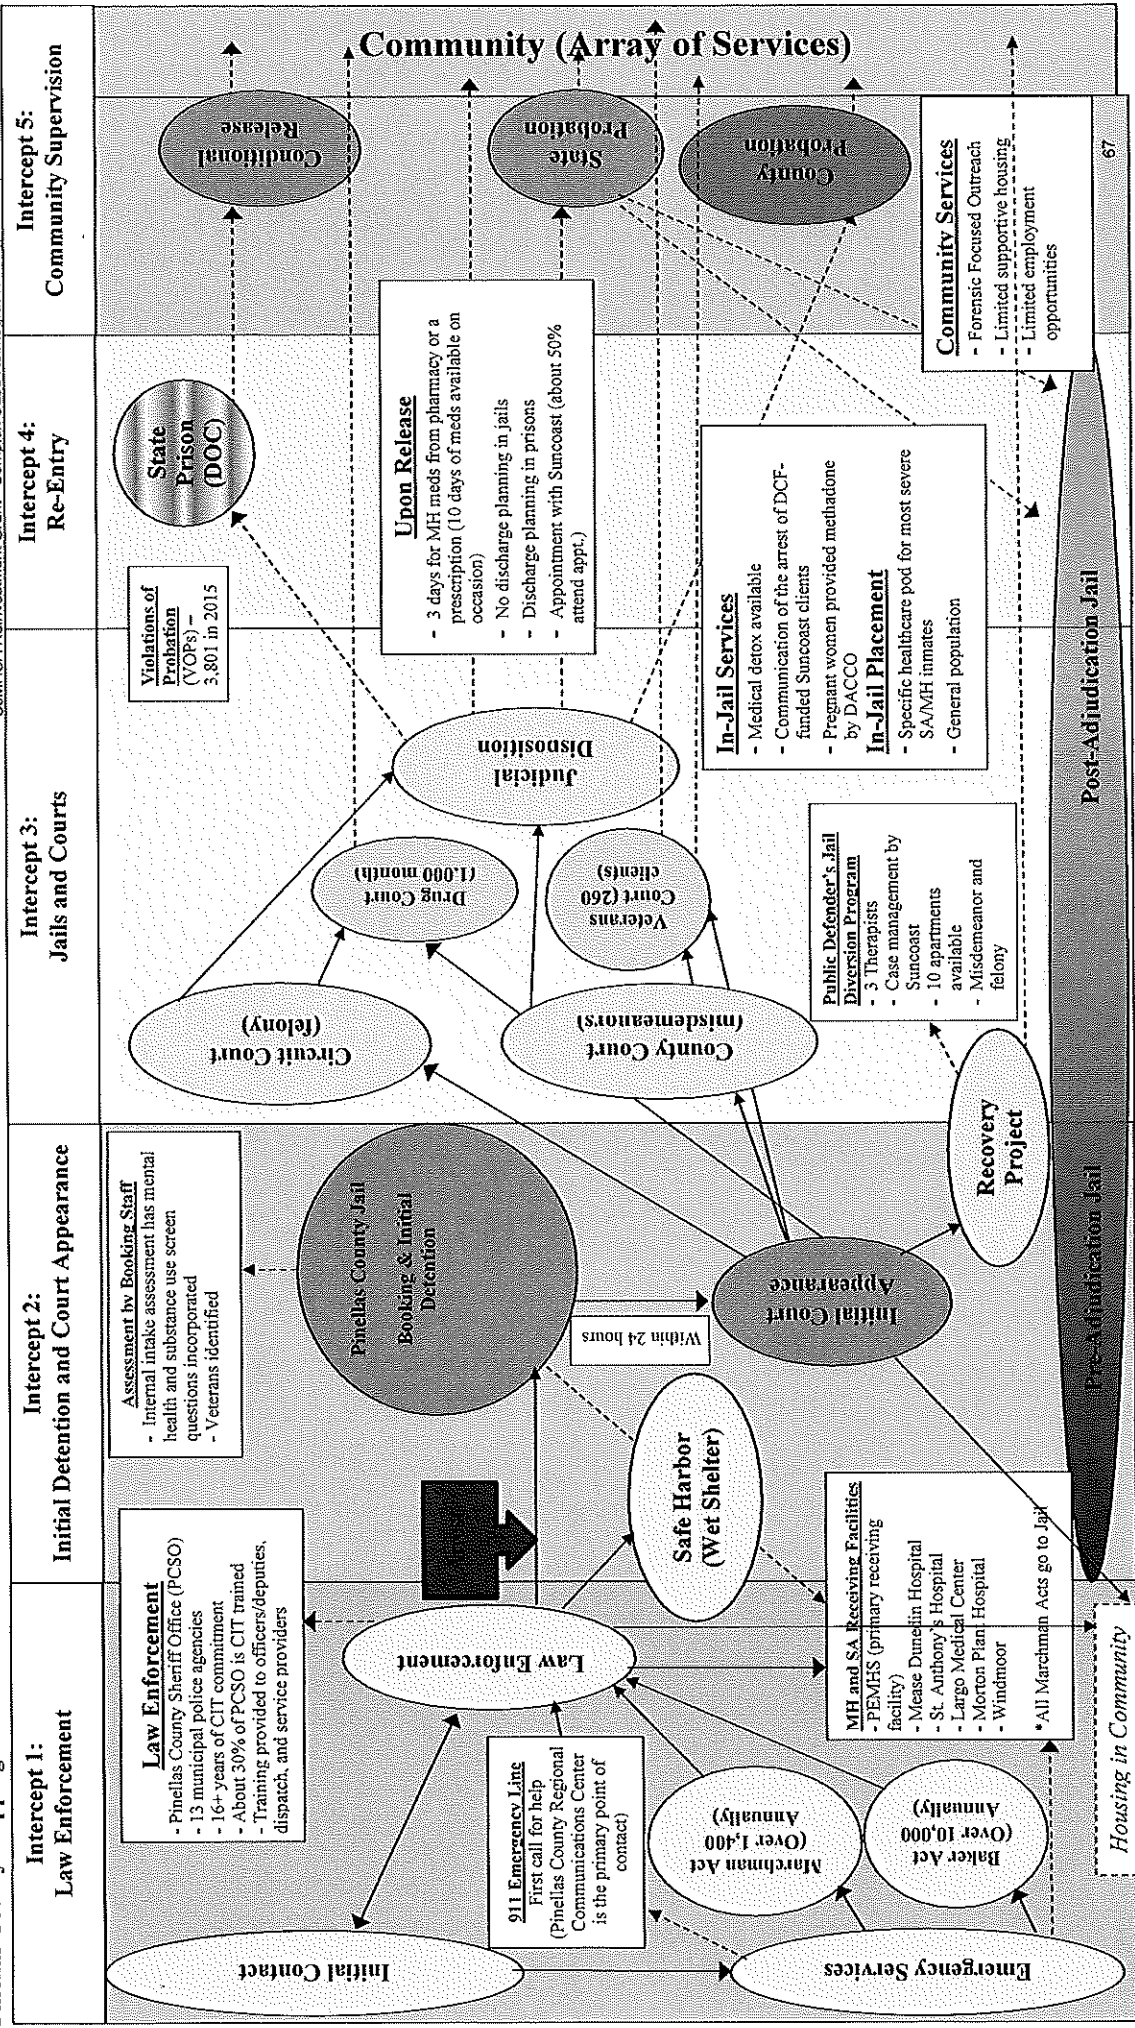 Intercept 1:
Law Enforcement
Intercept 2:
Initial Detention and Court Appearance
Intercept 3:
Jails and Courts
Intercept 4:
Re-Entry
Intercept 5:
Community Supervision
Initial Contact
Law Enforcement
- Pinellas County Sheriff Office (PCSO)
- 13 municipal police agencies
- 16+ years of CIT commitment
- About 30% of PCSO is CIT trained
- Training provided to officers/deputies,
dispatch, and service providers
Law Enforcement
911 Emergency Line
First call for help
(Pinellas County Regional
Communications Center
is the primary point of
contact)
Marchman Act
(Over 1,400
Annually)
Baker Act
(Over 10,000
Annually)
Emergency Services
MH and SA Receiving Facilities
- PEMHS (primary receiving
facility)
- Mease Dunedin Hospital
- St. Anthony's Hospital
- Largo Medical Center
- Morton Plant Hospital
- Windmoor
*All Marchman Acts go to Jail
Housing in Community
Assessment by Booking Staff
- Internal intake assessment has mental
health and substance use screen
questions incorporated
- Veterans identified
Pinellas County Jail
Booking & Initial
Detention
Within 24 hours
Safe Harbor
(Wet Shelter)
Initial Court
Appearance
Recovery
Project
Pre-Adjudication Jail
Post-Adjudication Jail
Circuit Court
(felony)
County Court
(misdemeanors)
Drug Court
(1,000 month)
Veterans
Court (260
clients)
Judicial
Disposition
Public Defender's Jail
Diversion Program
- 3 Therapists
- Case management by
Suncoast
- 10 apartments
available
- Misdemeanor and
felony
Violations of
Probation
(VOPs) –
3,801 in 2015
State
Prison
(DOC)
Upon Release
- 3 days for MH meds from pharmacy or a
prescription (10 days of meds available on
occasion)
- No discharge planning in jails
- Discharge planning in prisons
- Appointment with Suncoast (about 50%
attend appt.)
In-Jail Services
- Medical detox available
- Communication of the arrest of DCF-
funded Suncoast clients
- Pregnant women provided methadone
by DACCO
In-Jail Placement
- Specific healthcare pod for most severe
SA/MH inmates
- General population
Conditional
Release
State
Probation
County
Probation
Community Services
- Forensic Focused Outreach
- Limited supportive housing
- Limited employment
opportunities
Community (Array of Services)
67